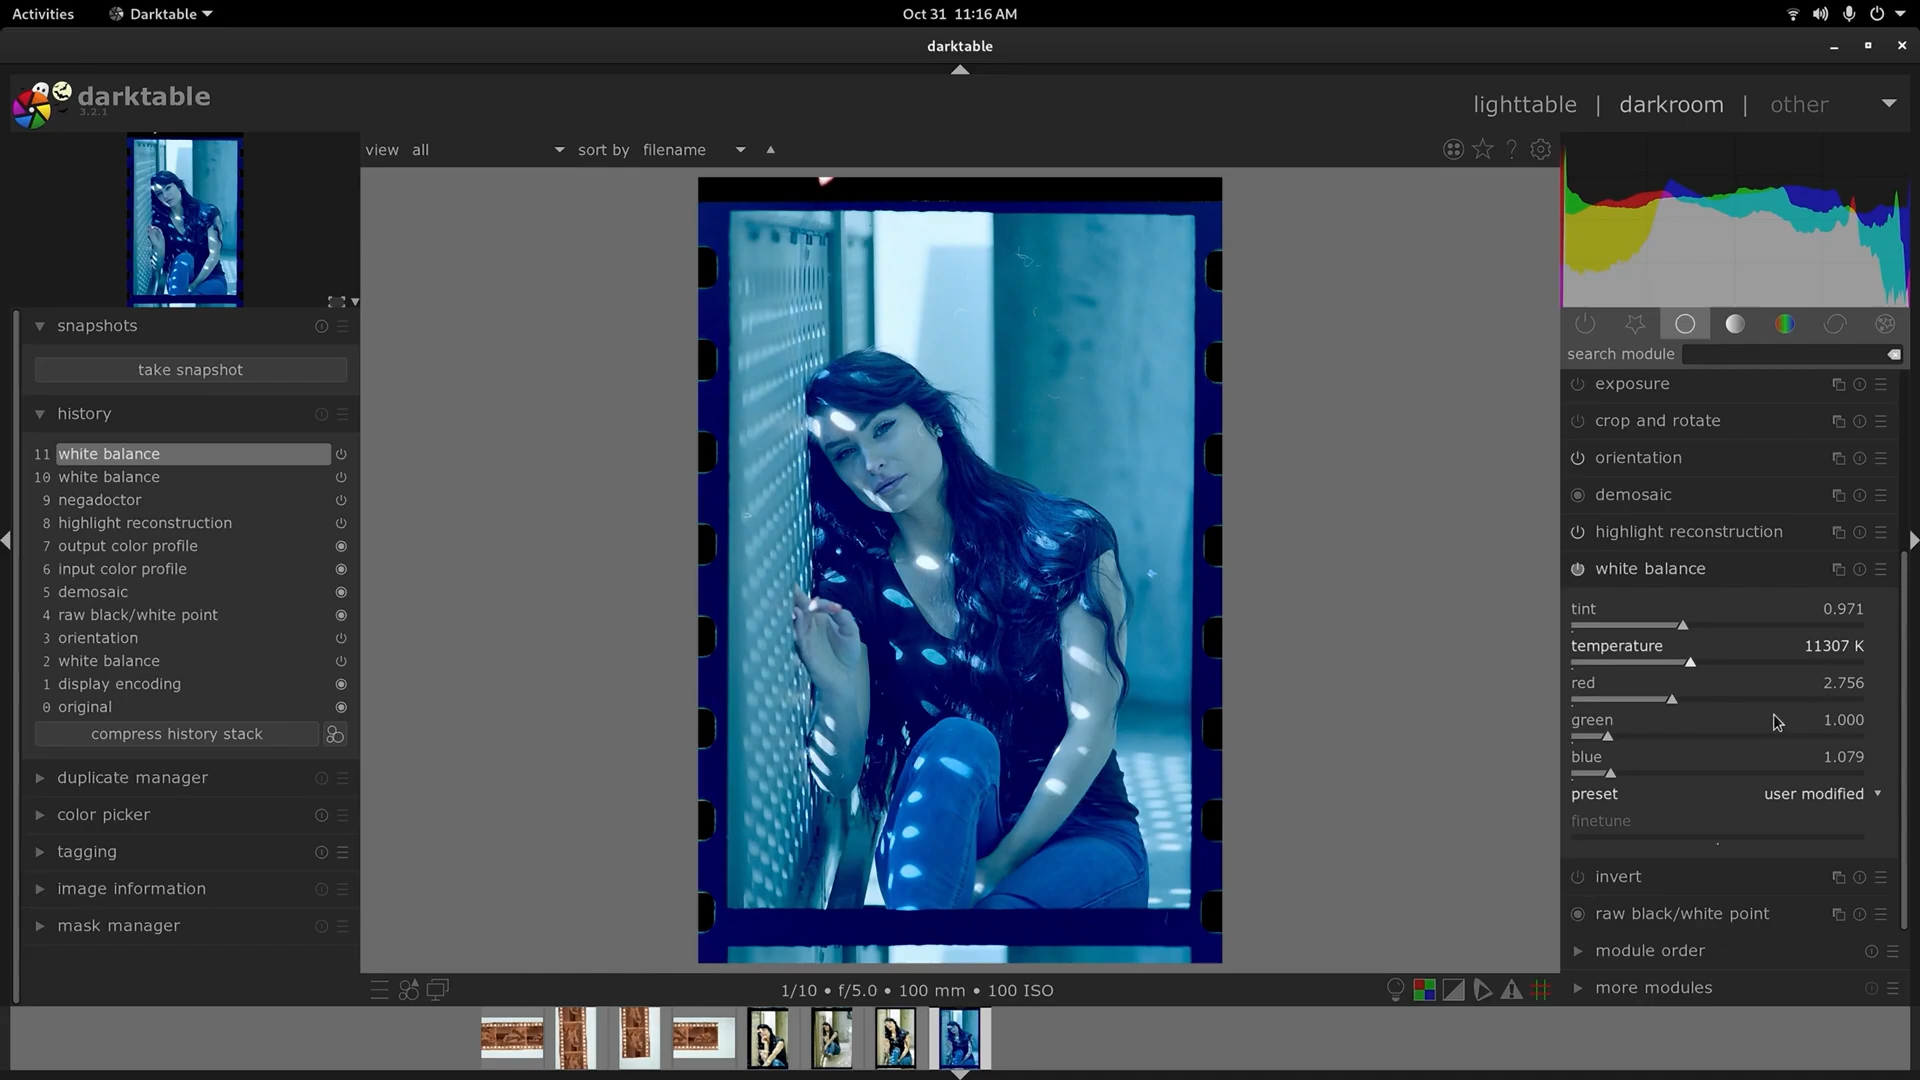 Activities Darktable Oct 31 11:16 AM
darktable
darktable
3.2.1
lighttable | darkroom | other
view all sort by filename
?
search module
snapshots
take snapshot
history
11 white balance
10 white balance
9 negadoctor
8 highlight reconstruction
7 output color profile
6 input color profile
5 demosaic
4 raw black/white point
3 orientation
2 white balance
1 display encoding
0 original
compress history stack
duplicate manager
color picker
tagging
image information
mask manager
exposure
crop and rotate
orientation
demosaic
highlight reconstruction
white balance
tint 0.971
temperature 11307 K
red 2.756
green 1.000
blue 1.079
preset user modified
finetune
invert
raw black/white point
module order
more modules
1/10 • f/5.0 • 100 mm • 100 ISO